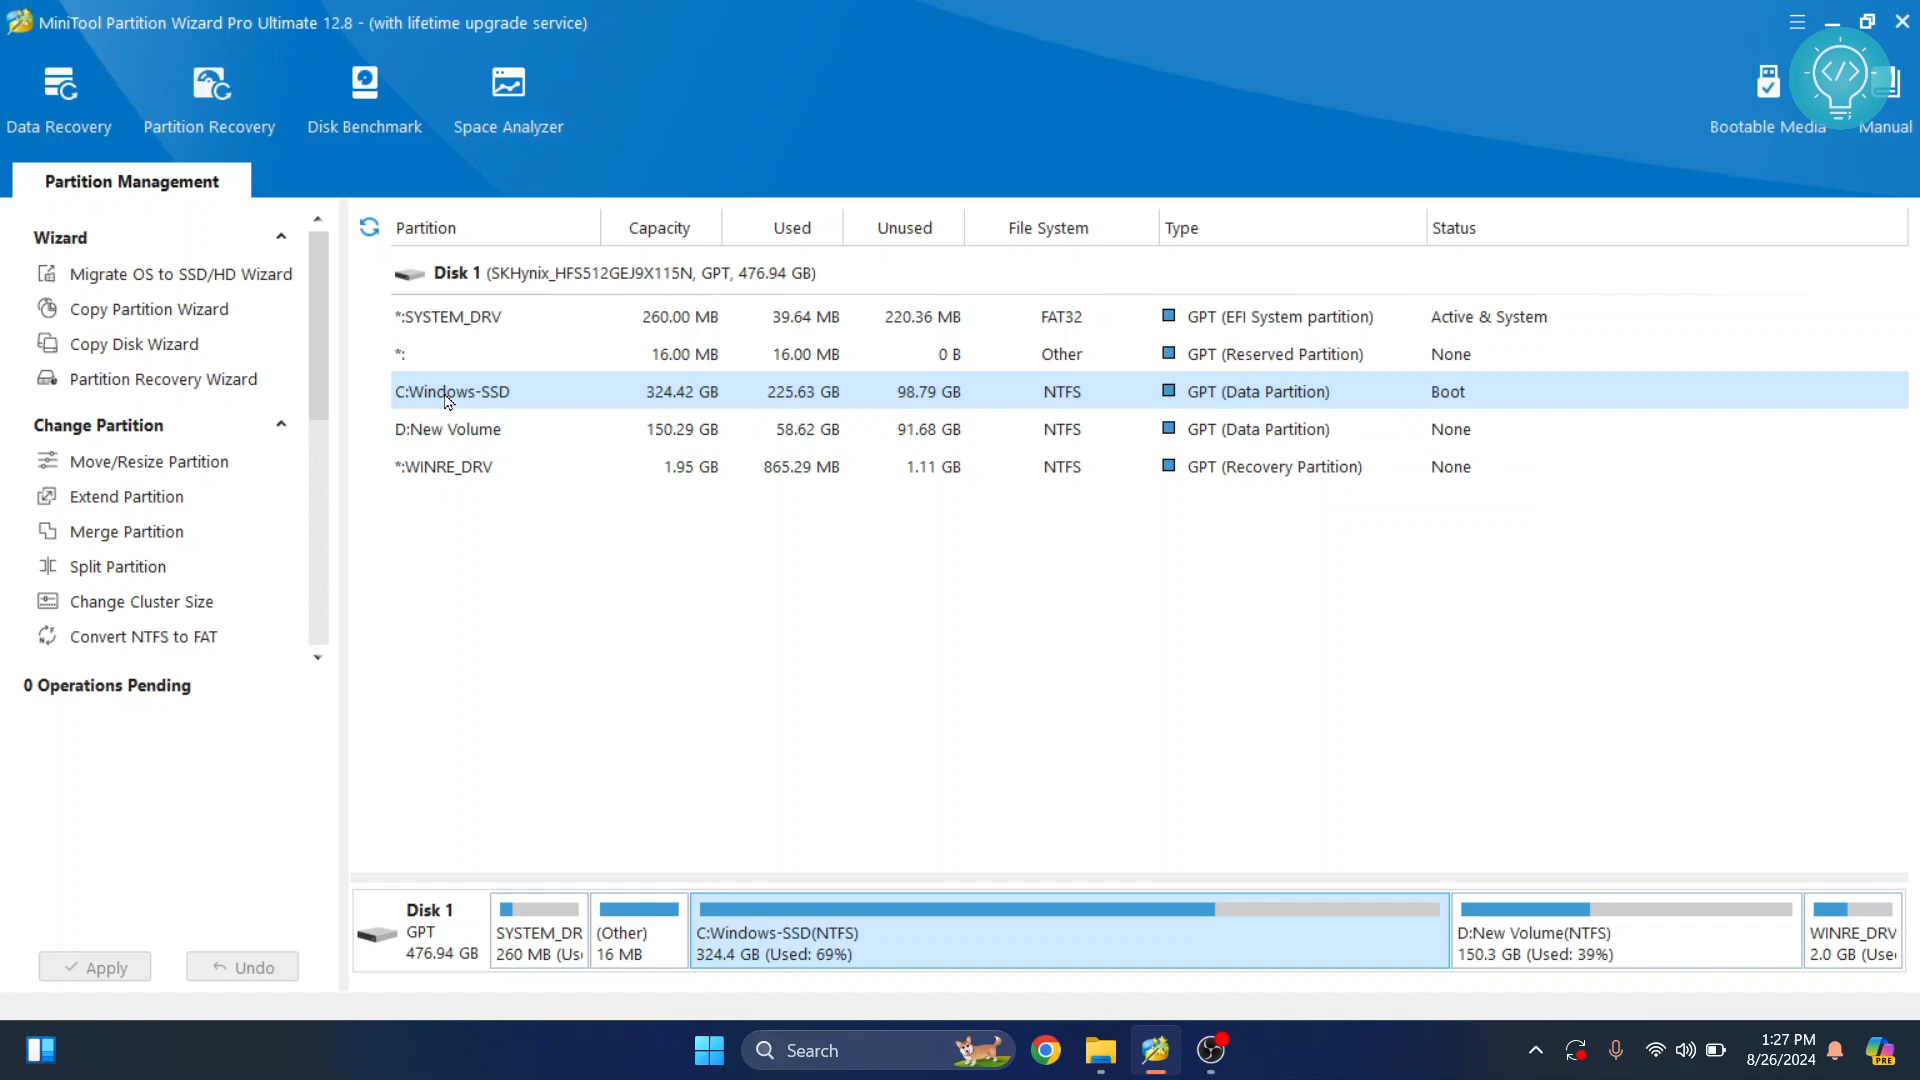 MiniTool Partition Wizard Pro Ultimate 12.8 - (with lifetime upgrade service)
Data Recovery
Partition Recovery
Disk Benchmark
Space Analyzer
Bootable Media
Manual
Partition Management
Wizard
Migrate OS to SSD/HD Wizard
Copy Partition Wizard
Copy Disk Wizard
Partition Recovery Wizard
Change Partition
Move/Resize Partition
Extend Partition
Merge Partition
Split Partition
Change Cluster Size
Convert NTFS to FAT
0 Operations Pending
Apply
Undo
Partition Capacity Used Unused File System Type Status
Disk 1 (SKHynix_HFS512GEJ9X115N, GPT, 476.94 GB)
*:SYSTEM_DRV 260.00 MB 39.64 MB 220.36 MB FAT32 GPT (EFI System partition) Active & System
*: 16.00 MB 16.00 MB 0 B Other GPT (Reserved Partition) None
C:Windows-SSD 324.42 GB 225.63 GB 98.79 GB NTFS GPT (Data Partition) Boot
D:New Volume 150.29 GB 58.62 GB 91.68 GB NTFS GPT (Data Partition) None
*:WINRE_DRV 1.95 GB 865.29 MB 1.11 GB NTFS GPT (Recovery Partition) None
Disk 1
GPT
476.94 GB
SYSTEM_DR
260 MB (Us
(Other)
16 MB
C:Windows-SSD(NTFS)
324.4 GB (Used: 69%)
D:New Volume(NTFS)
150.3 GB (Used: 39%)
WINRE_DRV
2.0 GB (Use
Search
1:27 PM
8/26/2024
PRE